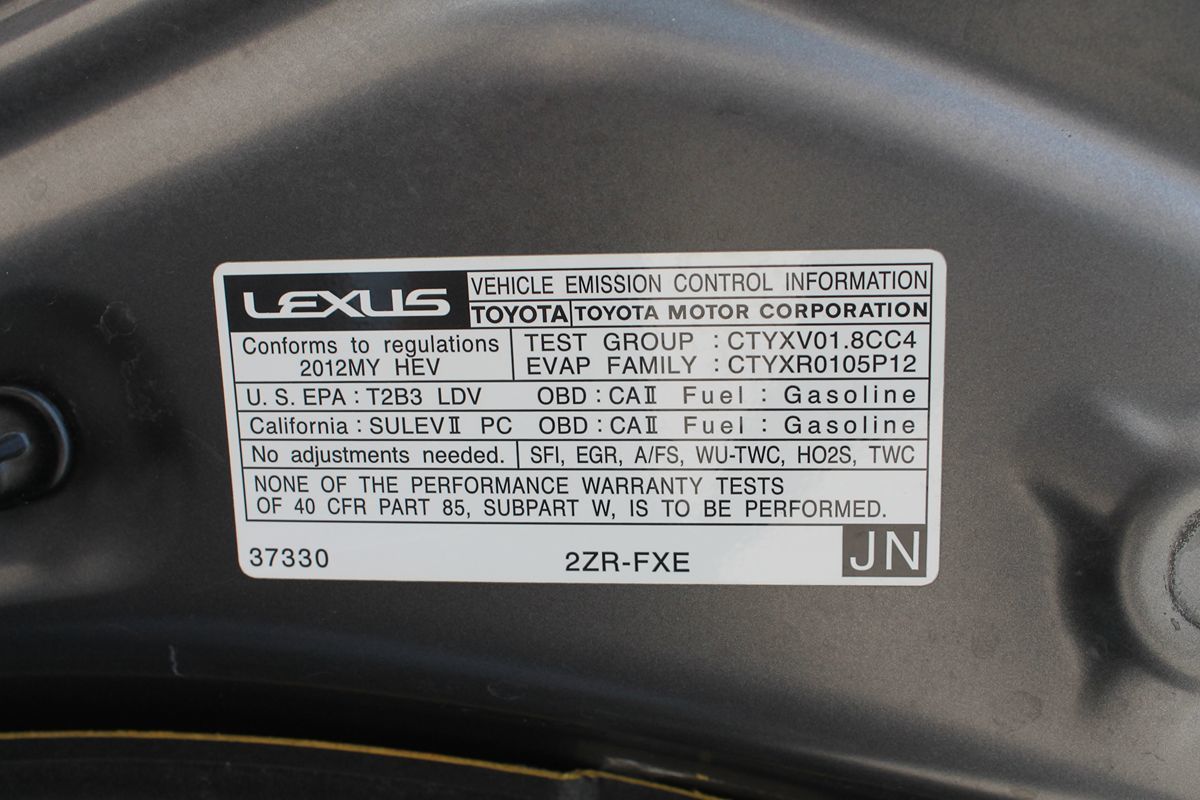 LEXUS
VEHICLE EMISSION CONTROL INFORMATION
TOYOTA TOYOTA MOTOR CORPORATION
Conforms to regulations
2012MY HEV
TEST GROUP : CTYXV01.8CC4
EVAP FAMILY : CTYXR0105P12
U.S. EPA : T2B3 LDV OBD : CAⅡ Fuel : Gasoline
California : SULEVⅡ PC OBD : CAⅡ Fuel : Gasoline
No adjustments needed. SFI, EGR, A/FS, WU-TWC, HO2S, TWC
NONE OF THE PERFORMANCE WARRANTY TESTS
OF 40 CFR PART 85, SUBPART W, IS TO BE PERFORMED.
37330 2ZR-FXE JN